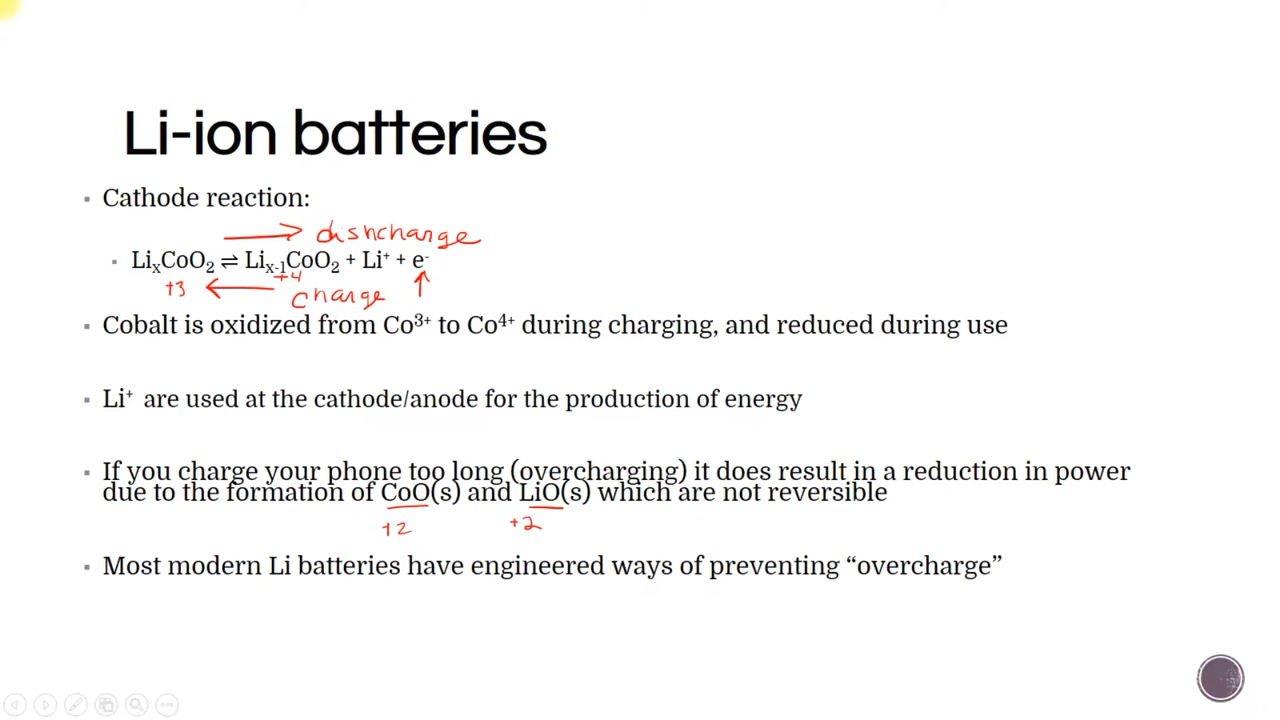 Li-ion batteries
▪ Cathode reaction:
dishcharge
▪ LiₓCoO₂ ⇌ Liₓ₋₁CoO₂ + Li⁺ + e⁻
+3 +4 charge
▪ Cobalt is oxidized from Co³⁺ to Co⁴⁺ during charging, and reduced during use
▪ Li⁺ are used at the cathode/anode for the production of energy
▪ If you charge your phone too long (overcharging) it does result in a reduction in power
due to the formation of CoO(s) and LiO(s) which are not reversible
+2 +2
▪ Most modern Li batteries have engineered ways of preventing “overcharge”